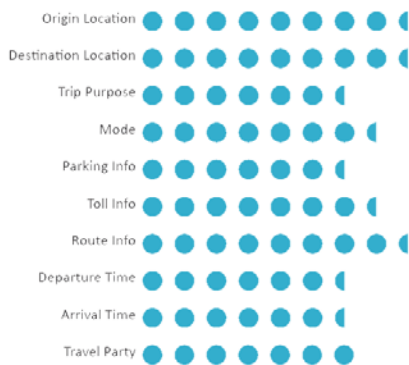 Origin Location
Destination Location
Trip Purpose
Mode
Parking Info
Toll Info
Route Info
Departure Time
Arrival Time
Travel Party